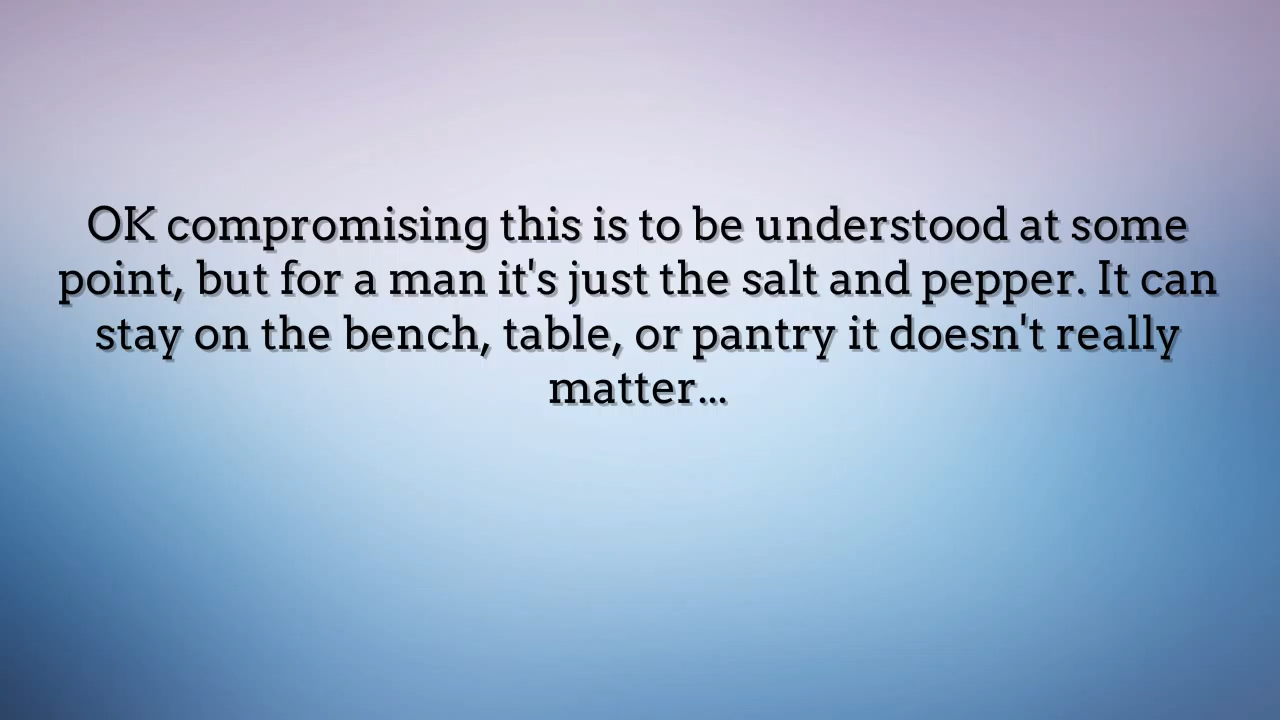 OK compromising this is to be understood at some
point, but for a man it's just the salt and pepper. It can
stay on the bench, table, or pantry it doesn't really
matter...